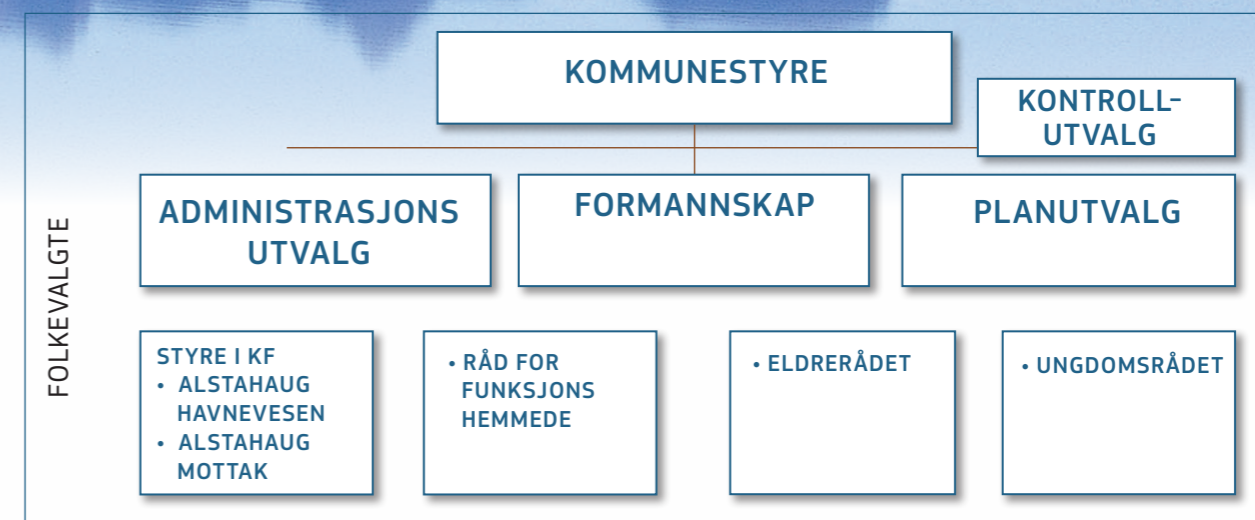 KOMMUNESTYRE
KONTROLL-
UTVALG
ADMINISTRASJONS
UTVALG
FORMANNSKAP
PLANUTVALG
FOLKEVALGTE
STYRE I KF
• ALSTAHAUG
HAVNEVESEN
• ALSTAHAUG
MOTTAK
• RÅD FOR
FUNKSJONS
HEMMEDE
• ELDRERÅDET
• UNGDOMSRÅDET